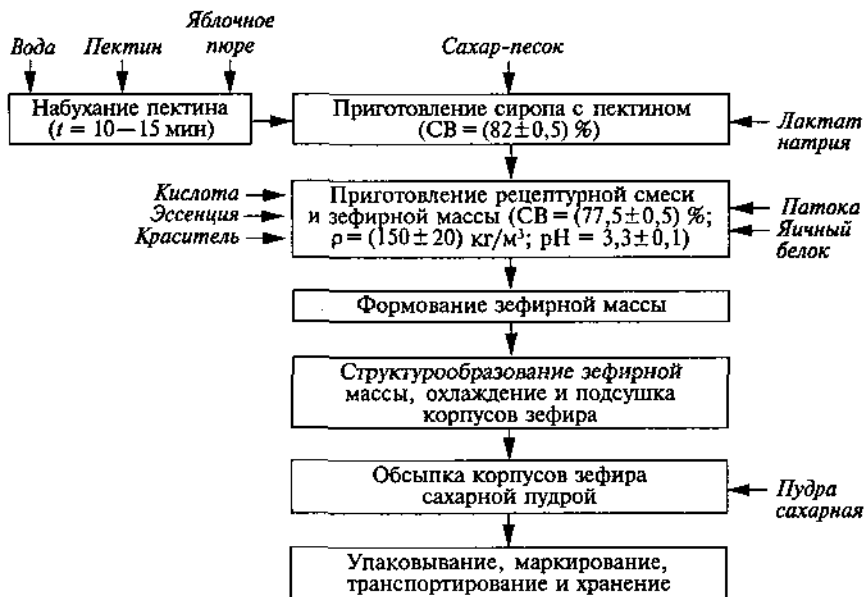 Яблочное
Вода Пектин пюре Сахар-песок
Набухание пектина
(t = 10—15 мин)
Приготовление сиропа с пектином
(СВ = (82±0,5) %)
Лактат
натрия
Кислота
Эссенция
Краситель
Приготовление рецептурной смеси
и зефирной массы (СВ = (77,5±0,5) %;
ρ = (150±20) кг/м³; pH = 3,3±0,1)
Патока
Яичный
белок
Формование зефирной массы
Структурообразование зефирной
массы, охлаждение и подсушка
корпусов зефира
Обсыпка корпусов зефира
сахарной пудрой
Пудра
сахарная
Упаковывание, маркирование,
транспортирование и хранение